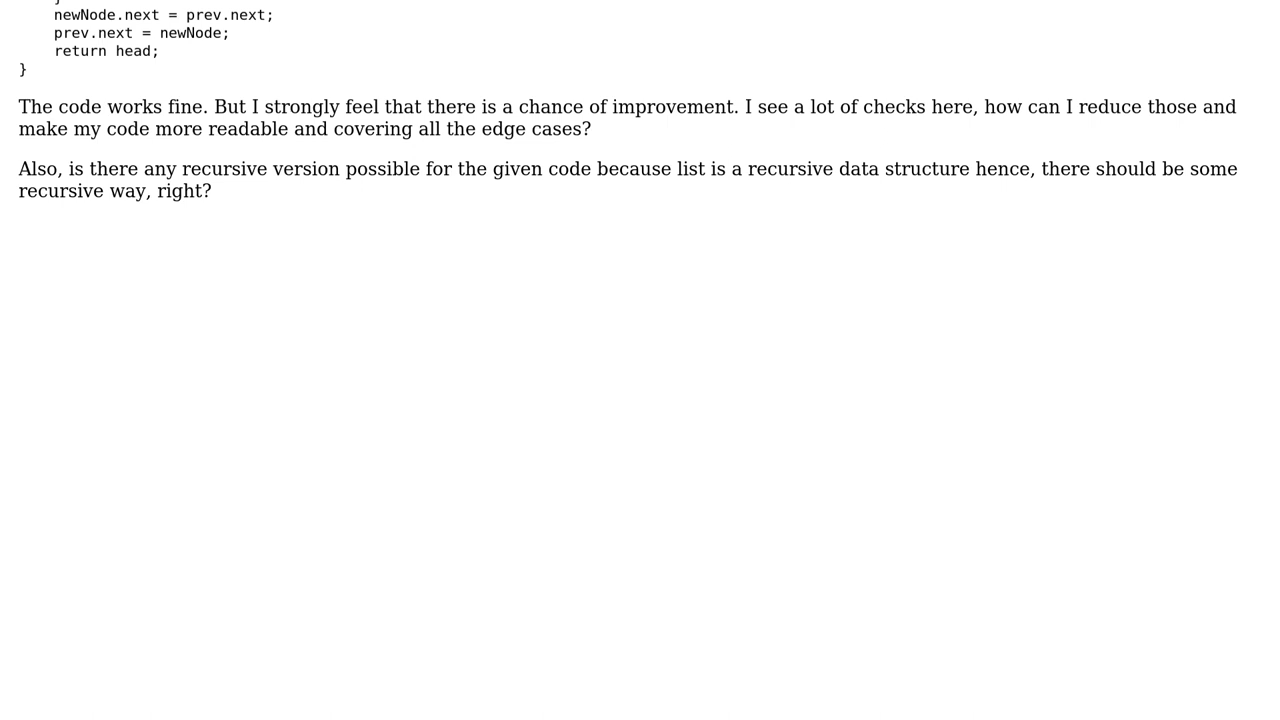 }
newNode.next = prev.next;
prev.next = newNode;
return head;
}
The code works fine. But I strongly feel that there is a chance of improvement. I see a lot of checks here, how can I reduce those and
make my code more readable and covering all the edge cases?
Also, is there any recursive version possible for the given code because list is a recursive data structure hence, there should be some
recursive way, right?